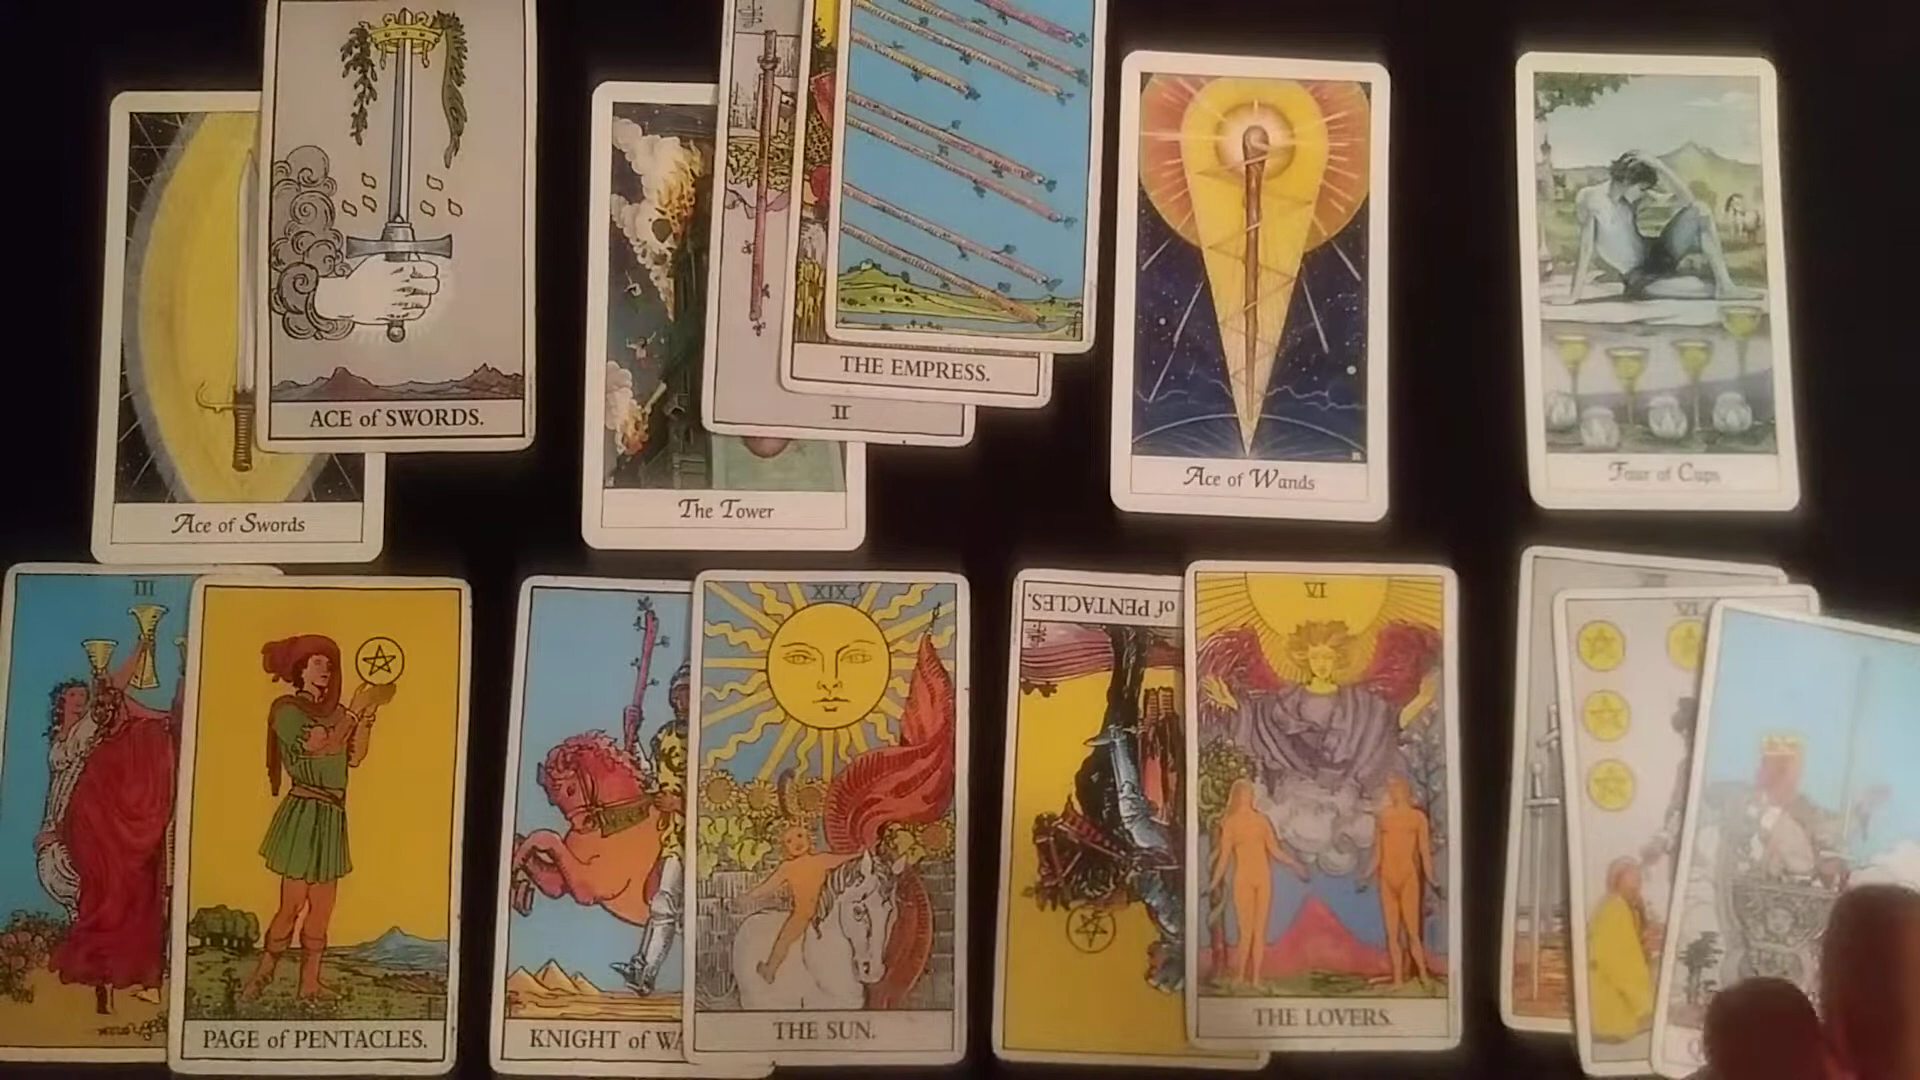 ACE of SWORDS.
Ace of Swords
THE EMPRESS.
II
The Tower
Ace of Wands
Four of Cups
III
PAGE of PENTACLES.
XIX
KNIGHT of WA
THE SUN.
of PENTACLES.
VI
THE LOVERS.
VI